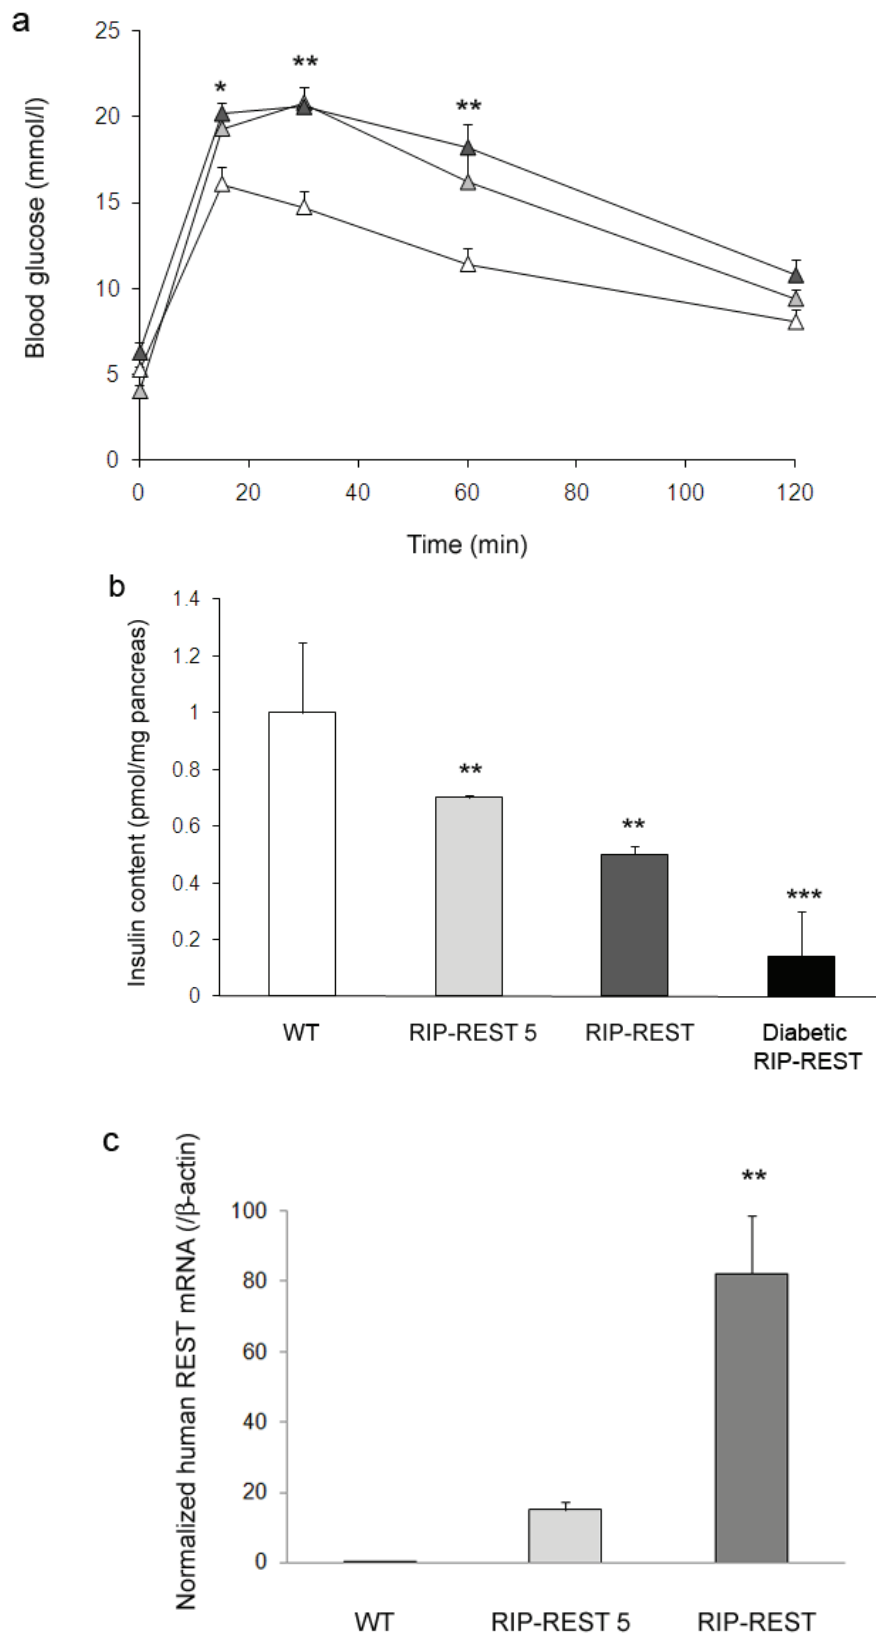 a
25
20
15
10
5
0
Blood glucose (mmol/l)
*
**
**
0 20 40 60 80 100 120
Time (min)
b
1.4
1.2
1
0.8
0.6
0.4
0.2
0
Insulin content (pmol/mg pancreas)
**
**
***
WT RIP-REST 5 RIP-REST Diabetic
RIP-REST
c
Normalized human REST mRNA (/β-actin)
100
80
60
40
20
0
**
WT RIP-REST 5 RIP-REST